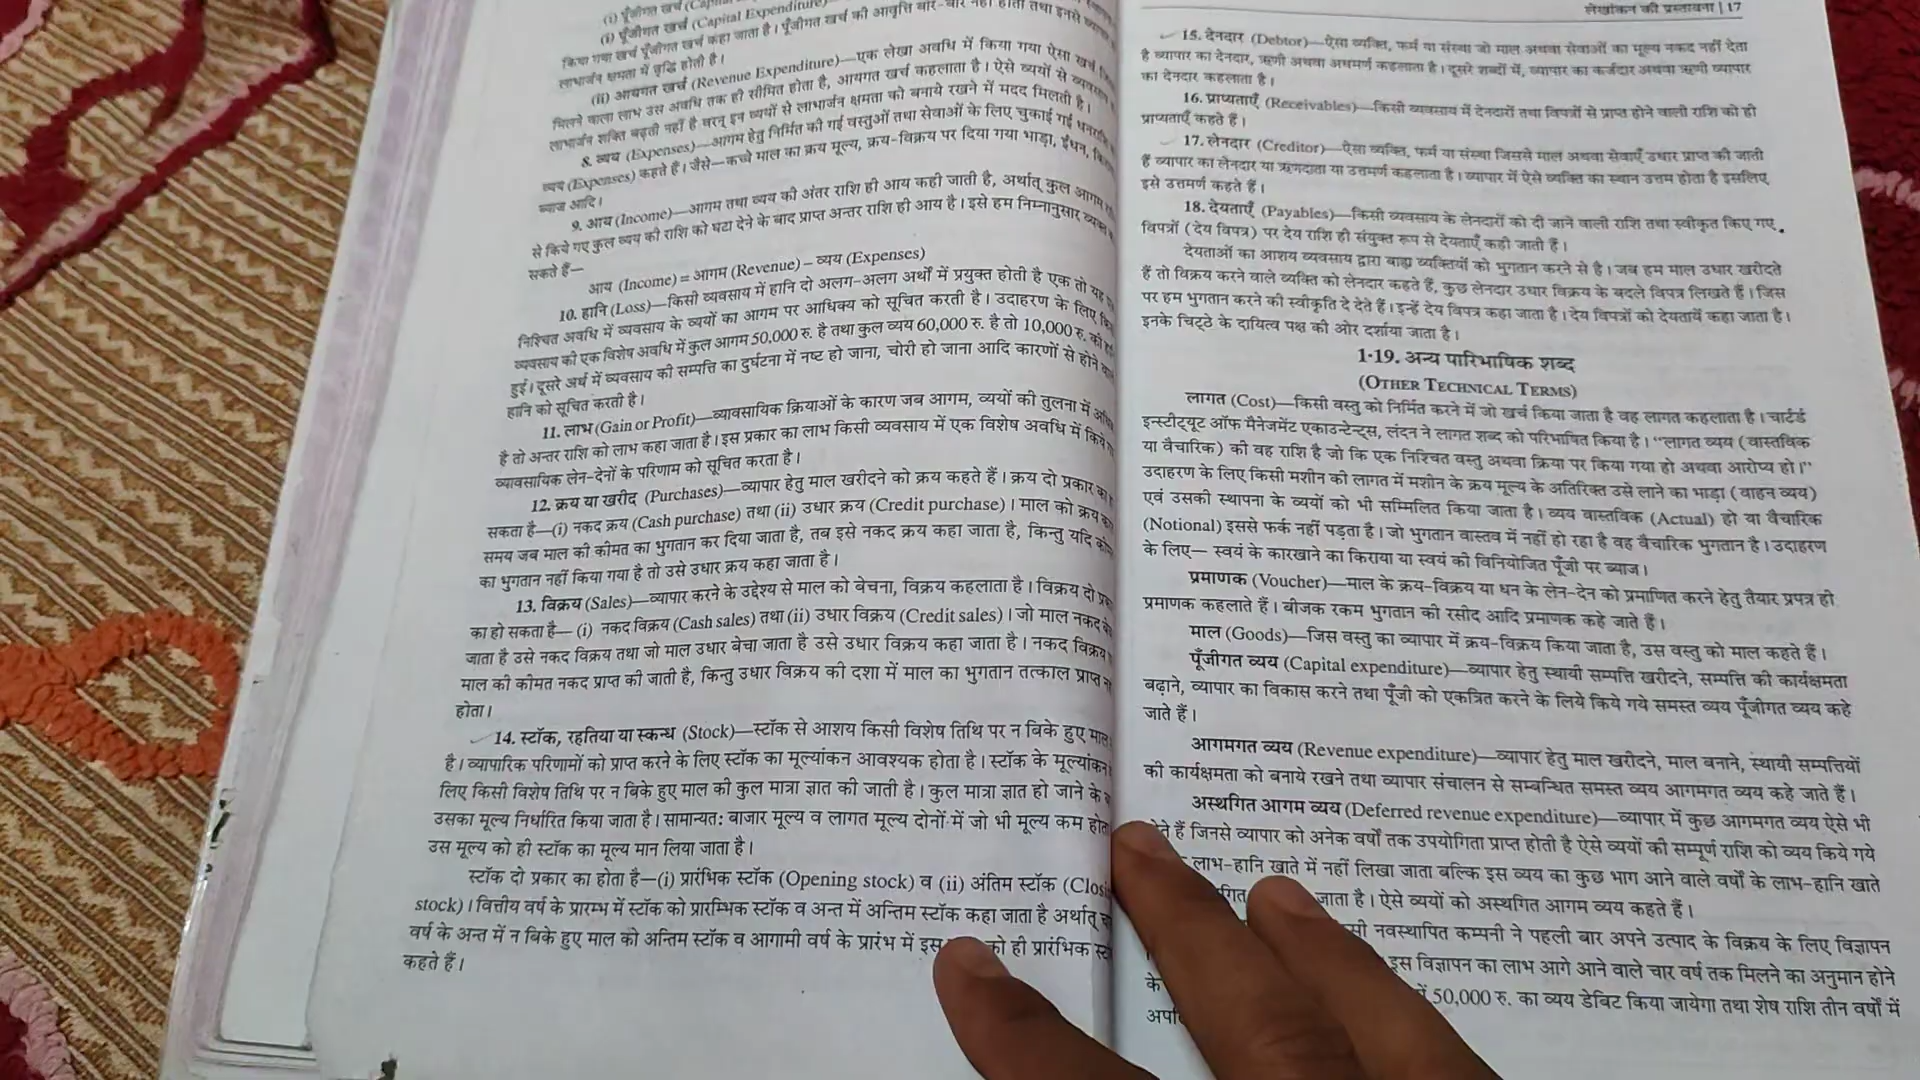 (i) पूँजीगत खर्च (Capital Expenditure)—
किया गया खर्च पूँजीगत खर्च कहा जाता है। पूँजीगत खर्च की आवृत्ति बार-बार नहीं होती तथा इनसे
लाभार्जन क्षमता में वृद्धि होती है।
(ii) आयगत खर्च (Revenue Expenditure)—एक लेखा अवधि में किया गया ऐसा खर्च
मिलने वाला लाभ उस अवधि तक ही सीमित होता है, आयगत खर्च कहलाता है। ऐसे व्ययों से व्यवसाय
लाभार्जन शक्ति बढ़ती नहीं है वरन् इन व्ययों से लाभार्जन क्षमता को बनाये रखने में मदद मिलती है।
8. व्यय (Expenses)—आगम हेतु निर्मित की गई वस्तुओं तथा सेवाओं के लिए चुकाई गई धनराशि
व्यय (Expenses) कहते हैं। जैसे—कच्चे माल का क्रय मूल्य, क्रय-विक्रय पर दिया गया भाड़ा, ईंधन,
ब्याज आदि।
9. आय (Income)—आगम तथा व्यय की अंतर राशि ही आय कही जाती है, अर्थात् कुल आगम
से किये गए कुल व्यय की राशि को घटा देने के बाद प्राप्त अन्तर राशि ही आय है। इसे हम निम्नानुसार व्यक्त
सकते हैं—
आय (Income) = आगम (Revenue) – व्यय (Expenses)
10. हानि (Loss)—किसी व्यवसाय में हानि दो अलग-अलग अर्थों में प्रयुक्त होती है एक तो यह
निश्चित अवधि में व्यवसाय के व्ययों का आगम पर आधिक्य को सूचित करती है। उदाहरण के लिए
व्यवसाय की एक विशेष अवधि में कुल आगम 50,000 रु. है तथा कुल व्यय 60,000 रु. है तो 10,000 रु. की
हुई। दूसरे अर्थ में व्यवसाय की सम्पत्ति का दुर्घटना में नष्ट हो जाना, चोरी हो जाना आदि कारणों से होने
हानि को सूचित करती है।
11. लाभ (Gain or Profit)—व्यावसायिक क्रियाओं के कारण जब आगम, व्ययों की तुलना में
है तो अन्तर राशि को लाभ कहा जाता है। इस प्रकार का लाभ किसी व्यवसाय में एक विशेष अवधि में किये
व्यावसायिक लेन-देनों के परिणाम को सूचित करता है।
12. क्रय या खरीद (Purchases)—व्यापार हेतु माल खरीदने को क्रय कहते हैं। क्रय दो प्रकार का
सकता है—(i) नकद क्रय (Cash purchase) तथा (ii) उधार क्रय (Credit purchase)। माल को क्रय
समय जब माल की कीमत का भुगतान कर दिया जाता है, तब इसे नकद क्रय कहा जाता है, किन्तु यदि
का भुगतान नहीं किया गया है तो उसे उधार क्रय कहा जाता है।
13. विक्रय (Sales)—व्यापार करने के उद्देश्य से माल को बेचना, विक्रय कहलाता है। विक्रय दो
का हो सकता है— (i) नकद विक्रय (Cash sales) तथा (ii) उधार विक्रय (Credit sales)। जो माल नकद
जाता है उसे नकद विक्रय तथा जो माल उधार बेचा जाता है उसे उधार विक्रय कहा जाता है। नकद विक्रय
माल की कीमत नकद प्राप्त की जाती है, किन्तु उधार विक्रय की दशा में माल का भुगतान तत्काल प्राप्त
होता।
14. स्टॉक, रहतिया या स्कन्ध (Stock)—स्टॉक से आशय किसी विशेष तिथि पर न बिके हुए माल
है। व्यापारिक परिणामों को प्राप्त करने के लिए स्टॉक का मूल्यांकन आवश्यक होता है। स्टॉक के मूल्यांकन
लिए किसी विशेष तिथि पर न बिके हुए माल की कुल मात्रा ज्ञात की जाती है। कुल मात्रा ज्ञात हो जाने के
उसका मूल्य निर्धारित किया जाता है। सामान्यत: बाजार मूल्य व लागत मूल्य दोनों में जो भी मूल्य कम
उस मूल्य को ही स्टॉक का मूल्य मान लिया जाता है।
स्टॉक दो प्रकार का होता है—(i) प्रारंभिक स्टॉक (Opening stock) व (ii) अंतिम स्टॉक
stock)। वित्तीय वर्ष के प्रारम्भ में स्टॉक को प्रारम्भिक स्टॉक व अन्त में अन्तिम स्टॉक कहा जाता है अर्थात्
वर्ष के अन्त में न बिके हुए माल को अन्तिम स्टॉक व आगामी वर्ष के प्रारंभ में इस को ही प्रारंभिक
कहते हैं।
लेखांकन की प्रस्तावना | 17
15. देनदार (Debtor)—ऐसा व्यक्ति, फर्म या संस्था जो माल अथवा सेवाओं का मूल्य नकद नहीं देता
है व्यापार का देनदार, ऋणी अथवा अधमर्ण कहलाता है। दूसरे शब्दों में, व्यापार का कर्जदार अथवा ऋणी व्यापार
का देनदार कहलाता है।
16. प्राप्यताएँ (Receivables)—किसी व्यवसाय में देनदारों तथा विपत्रों से प्राप्त होने वाली राशि को ही
प्राप्यताएँ कहते हैं।
17. लेनदार (Creditor)—ऐसा व्यक्ति, फर्म या संस्था जिससे माल अथवा सेवाएँ उधार प्राप्त की जाती
हैं व्यापार का लेनदार या ऋणदाता या उत्तमर्ण कहलाता है। व्यापार में ऐसे व्यक्ति का स्थान उत्तम होता है इसलिए
इसे उत्तमर्ण कहते हैं।
18. देयताएँ (Payables)—किसी व्यवसाय के लेनदारों को दी जाने वाली राशि तथा स्वीकृत किए गए
विपत्रों (देय विपत्र) पर देय राशि ही संयुक्त रूप से देयताएँ कही जाती हैं।
देयताओं का आशय व्यवसाय द्वारा बाह्य व्यक्तियों को भुगतान करने से है। जब हम माल उधार खरीदते
हैं तो विक्रय करने वाले व्यक्ति को लेनदार कहते हैं, कुछ लेनदार उधार विक्रय के बदले विपत्र लिखते हैं। जिस
पर हम भुगतान करने की स्वीकृति दे देते हैं। इन्हें देय विपत्र कहा जाता है। देय विपत्रों को देयतायें कहा जाता है।
इनके चिट्ठे के दायित्व पक्ष की ओर दर्शाया जाता है।
1·19. अन्य पारिभाषिक शब्द
(OTHER TECHNICAL TERMS)
लागत (Cost)—किसी वस्तु को निर्मित करने में जो खर्च किया जाता है वह लागत कहलाता है। चार्टर्ड
इन्स्टीट्यूट ऑफ मैनेजमेंट एकाउन्टेन्ट्स, लंदन ने लागत शब्द को परिभाषित किया है। “लागत व्यय (वास्तविक
या वैचारिक) की वह राशि है जो कि एक निश्चित वस्तु अथवा क्रिया पर किया गया हो अथवा आरोप्य हो।”
उदाहरण के लिए किसी मशीन की लागत में मशीन के क्रय मूल्य के अतिरिक्त उसे लाने का भाड़ा (वाहन व्यय)
एवं उसकी स्थापना के व्ययों को भी सम्मिलित किया जाता है। व्यय वास्तविक (Actual) हो या वैचारिक
(Notional) इससे फर्क नहीं पड़ता है। जो भुगतान वास्तव में नहीं हो रहा है वह वैचारिक भुगतान है। उदाहरण
के लिए— स्वयं के कारखाने का किराया या स्वयं की विनियोजित पूँजी पर ब्याज।
प्रमाणक (Voucher)—माल के क्रय-विक्रय या धन के लेन-देन को प्रमाणित करने हेतु तैयार प्रपत्र ही
प्रमाणक कहलाते हैं। बीजक रकम भुगतान की रसीद आदि प्रमाणक कहे जाते हैं।
माल (Goods)—जिस वस्तु का व्यापार में क्रय-विक्रय किया जाता है, उस वस्तु को माल कहते हैं।
पूँजीगत व्यय (Capital expenditure)—व्यापार हेतु स्थायी सम्पत्ति खरीदने, सम्पत्ति की कार्यक्षमता
बढ़ाने, व्यापार का विकास करने तथा पूँजी को एकत्रित करने के लिये किये गये समस्त व्यय पूँजीगत व्यय कहे
जाते हैं।
आगमगत व्यय (Revenue expenditure)—व्यापार हेतु माल खरीदने, माल बनाने, स्थायी सम्पत्तियों
की कार्यक्षमता को बनाये रखने तथा व्यापार संचालन से सम्बन्धित समस्त व्यय आगमगत व्यय कहे जाते हैं।
अस्थगित आगम व्यय (Deferred revenue expenditure)—व्यापार में कुछ आगमगत व्यय ऐसे भी
होते हैं जिनसे व्यापार को अनेक वर्षों तक उपयोगिता प्राप्त होती है ऐसे व्ययों की सम्पूर्ण राशि को व्यय किये गये
लाभ-हानि खाते में नहीं लिखा जाता बल्कि इस व्यय का कुछ भाग आने वाले वर्षों के लाभ-हानि खाते
जाता है। ऐसे व्ययों को अस्थगित आगम व्यय कहते हैं।
नवस्थापित कम्पनी ने पहली बार अपने उत्पाद के विक्रय के लिए विज्ञापन
के इस विज्ञापन का लाभ आगे आने वाले चार वर्ष तक मिलने का अनुमान होने
में 50,000 रु. का व्यय डेबिट किया जायेगा तथा शेष राशि तीन वर्षों में